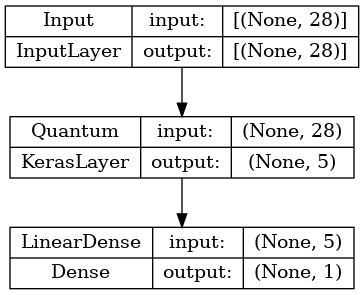 Input input: [(None, 28)]
InputLayer output: [(None, 28)]
Quantum input: (None, 28)
KerasLayer output: (None, 5)
LinearDense input: (None, 5)
Dense output: (None, 1)